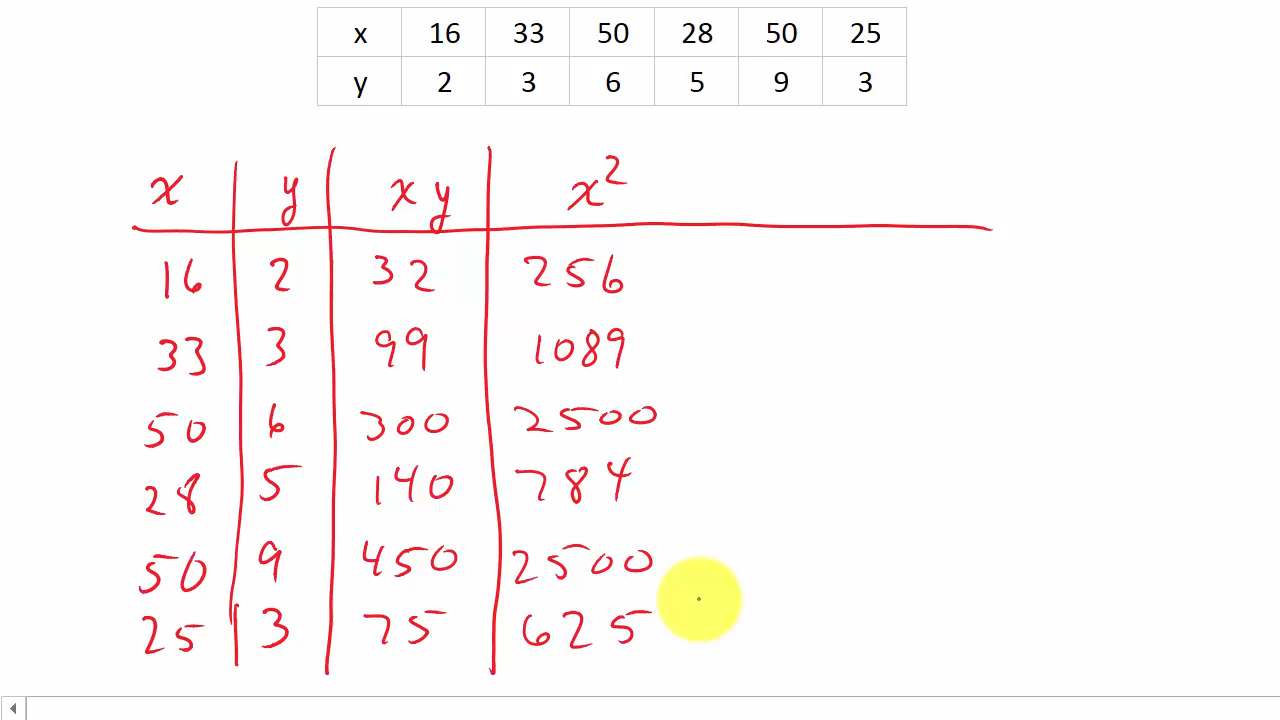 x 16 33 50 28 50 25
y 2 3 6 5 9 3
x y xy x²
16 2 32 256
33 3 99 1089
50 6 300 2500
28 5 140 784
50 9 450 2500
25 3 75 625